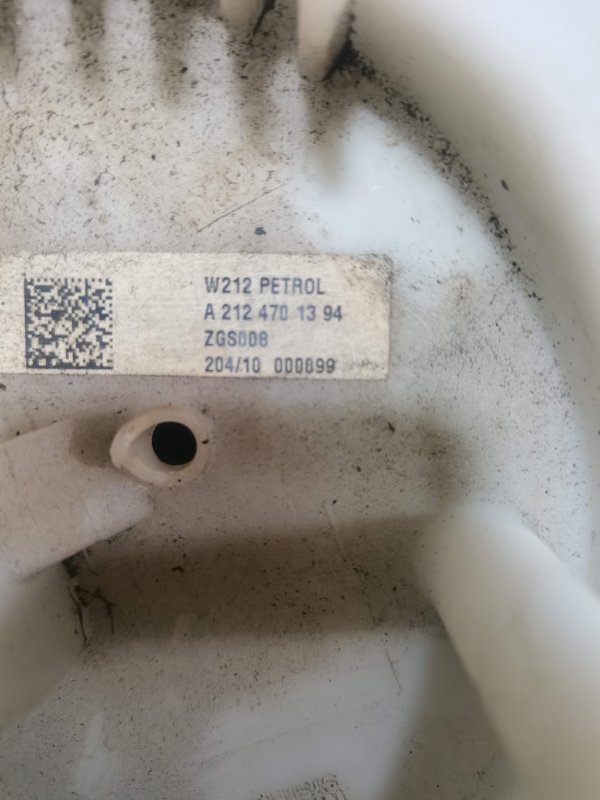 W212 PETROL
A 212 470 13 94
ZGS008
204/10 000099